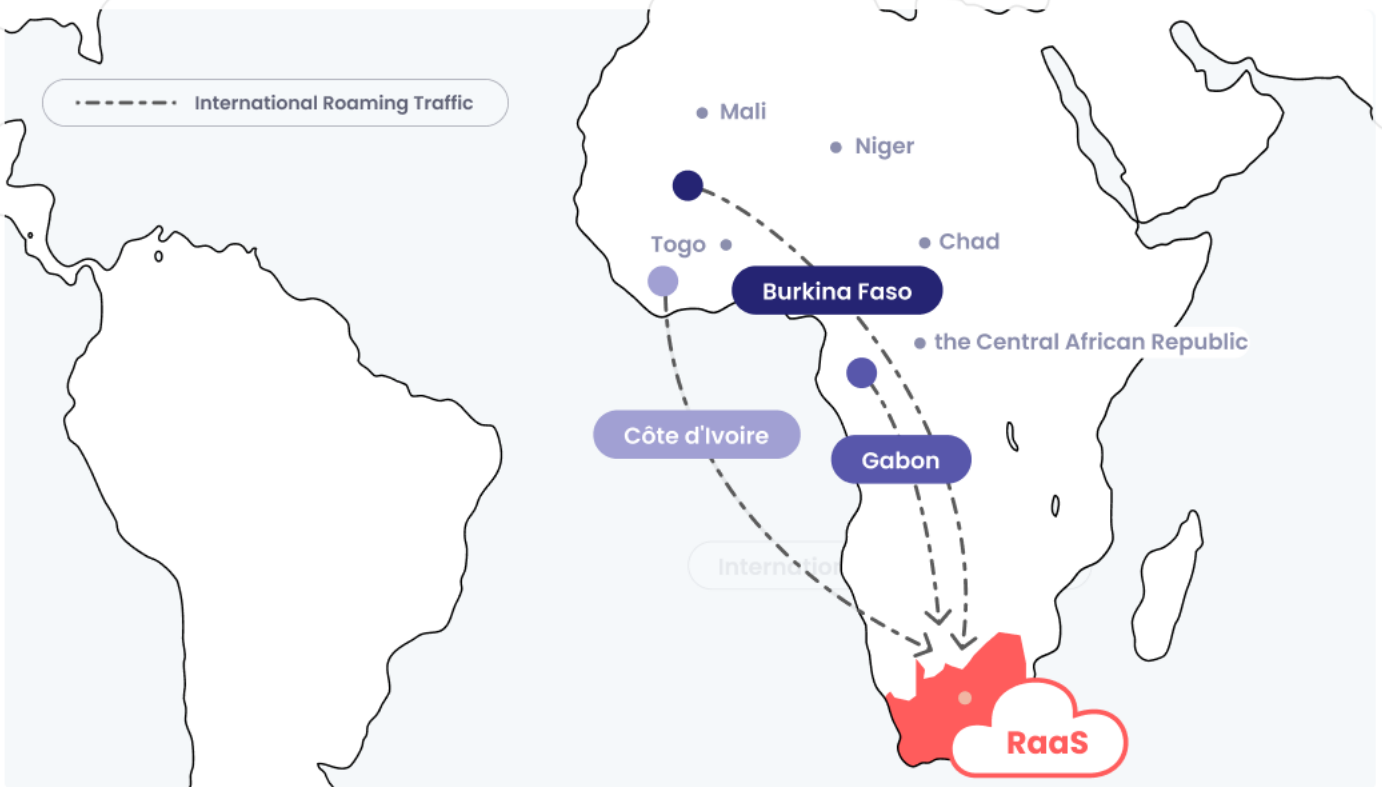 International Roaming Traffic
Mali
Niger
Togo
Chad
Burkina Faso
the Central African Republic
Côte d'Ivoire
Gabon
RaaS